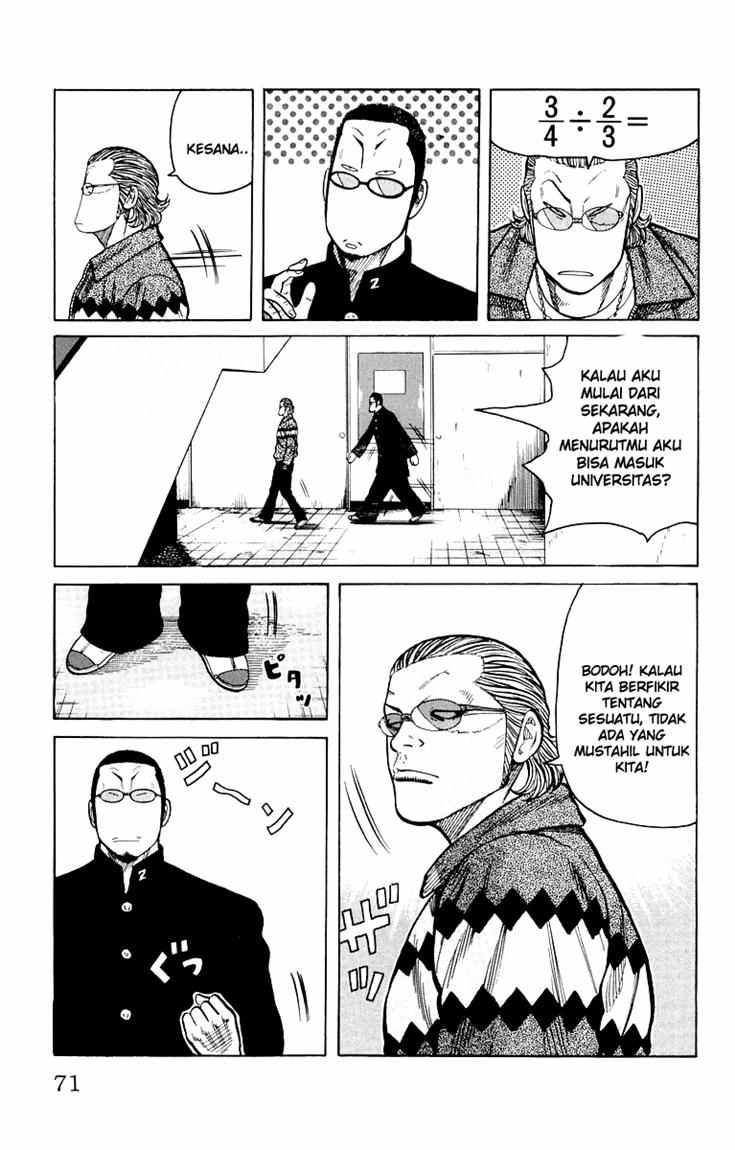 3/4 ÷ 2/3 =
Z
KESANA..
KALAU AKU
MULAI DARI
SEKARANG,
APAKAH
MENURUTMU AKU
BISA MASUK
UNIVERSITAS?
BODOH! KALAU
KITA BERFIKIR
TENTANG
SESUATU, TIDAK
ADA YANG
MUSTAHIL UNTUK
KITA!
ザッ
ピタッ
ジーン
Z
ぐっ
71